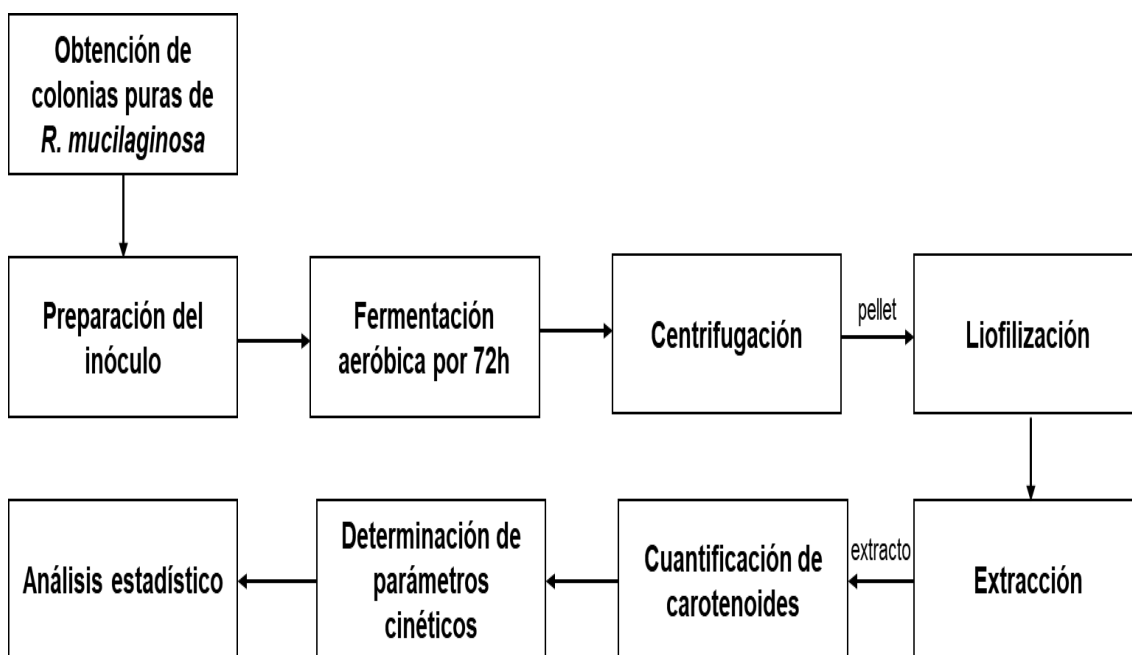 Obtención de
colonias puras de
R. mucilaginosa
Preparación del
inóculo
Fermentación
aeróbica por 72h
Centrifugación
pellet
Liofilización
Extracción
extracto
Cuantificación de
carotenoides
Determinación de
parámetros
cinéticos
Análisis estadístico